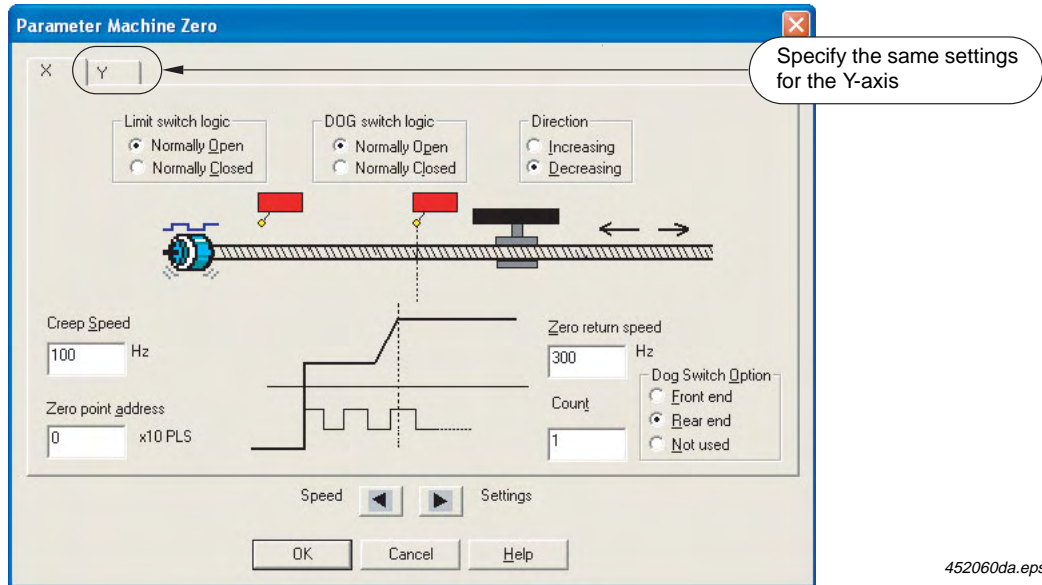 Parameter Machine Zero
X
Y
Specify the same settings
for the Y-axis
Limit switch logic
Normally Open
Normally Closed
DOG switch logic
Normally Open
Normally Closed
Direction
Increasing
Decreasing
Creep Speed
100 Hz
Zero point address
0 x10 PLS
Zero return speed
300 Hz
Count
1
Dog Switch Option
Front end
Rear end
Not used
Speed Settings
OK Cancel Help
452060da.eps